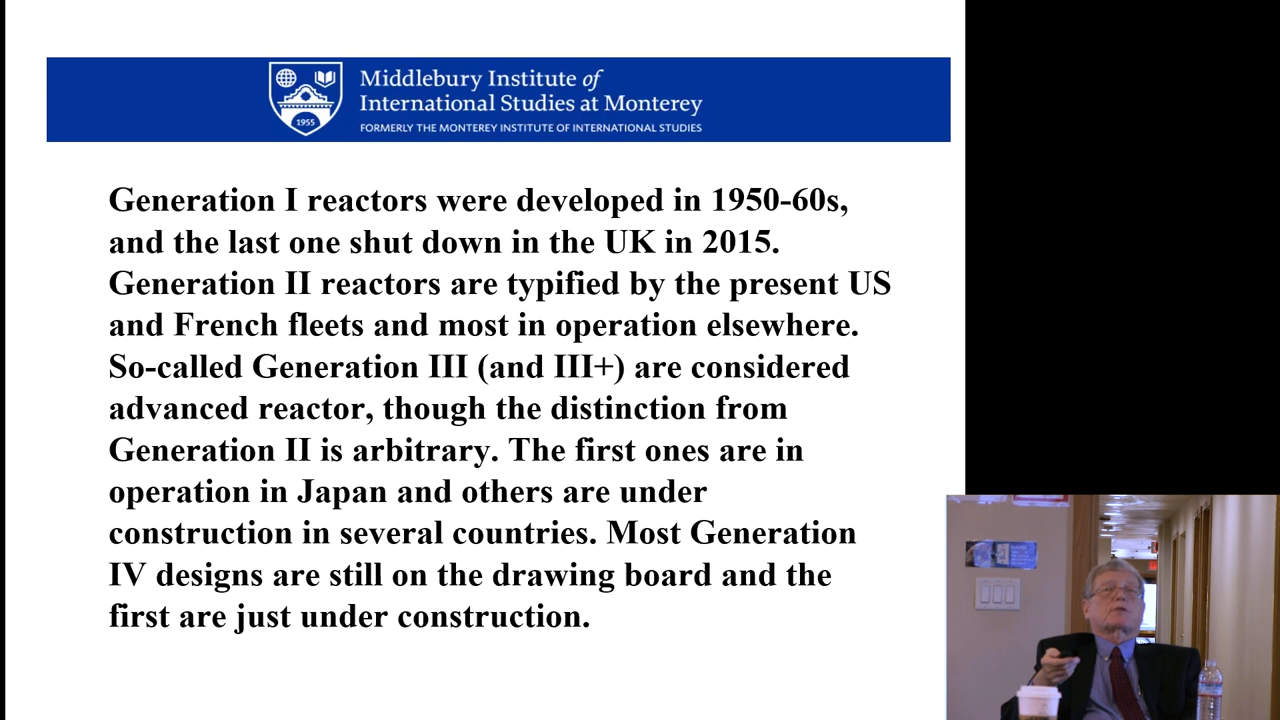 Middlebury Institute of
International Studies at Monterey
FORMERLY THE MONTEREY INSTITUTE OF INTERNATIONAL STUDIES
1955
Generation I reactors were developed in 1950-60s,
and the last one shut down in the UK in 2015.
Generation II reactors are typified by the present US
and French fleets and most in operation elsewhere.
So-called Generation III (and III+) are considered
advanced reactor, though the distinction from
Generation II is arbitrary. The first ones are in
operation in Japan and others are under
construction in several countries. Most Generation
IV designs are still on the drawing board and the
first are just under construction.